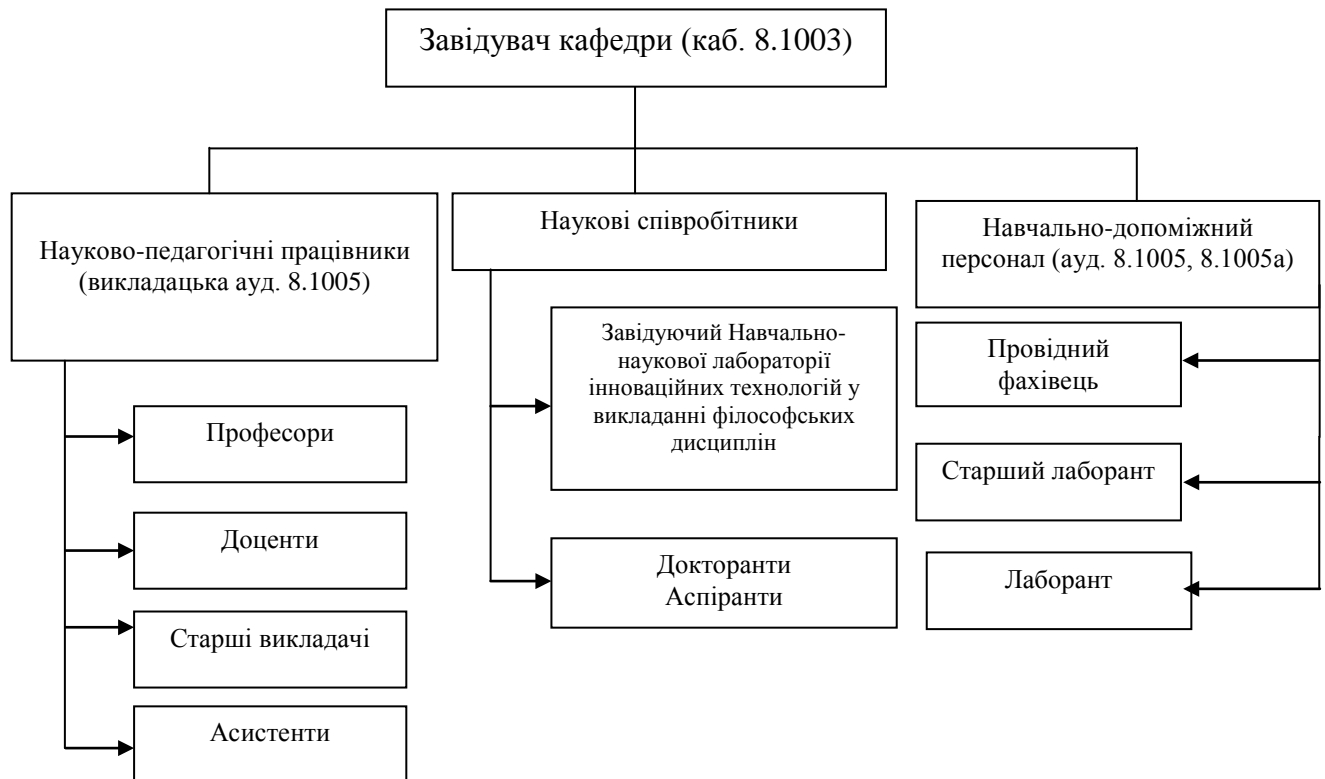 Завідувач кафедри (каб. 8.1003)
Науково-педагогічні працівники
(викладацька ауд. 8.1005)
Професори
Доценти
Старші викладачі
Асистенти
Наукові співробітники
Завідуючий Навчально-
наукової лабораторії
інноваційних технологій у
викладанні філософських
дисциплін
Докторанти
Аспіранти
Навчально-допоміжний
персонал (ауд. 8.1005, 8.1005а)
Провідний
фахівець
Старший лаборант
Лаборант